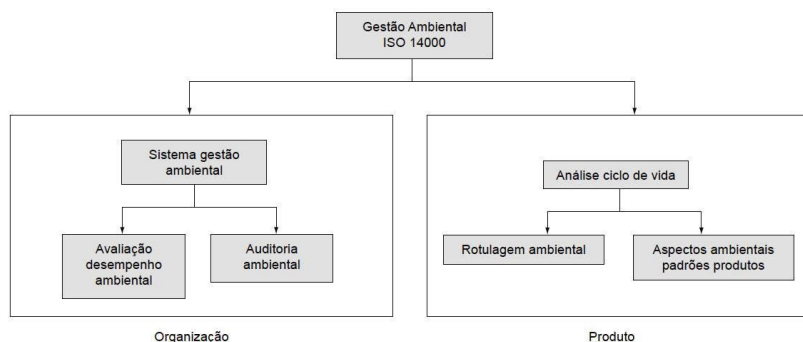 Gestão Ambiental
ISO 14000
Sistema gestão
ambiental
Avaliação
desempenho
ambiental
Auditoria
ambiental
Organização
Análise ciclo de vida
Rotulagem ambiental
Aspectos ambientais
padrões produtos
Produto